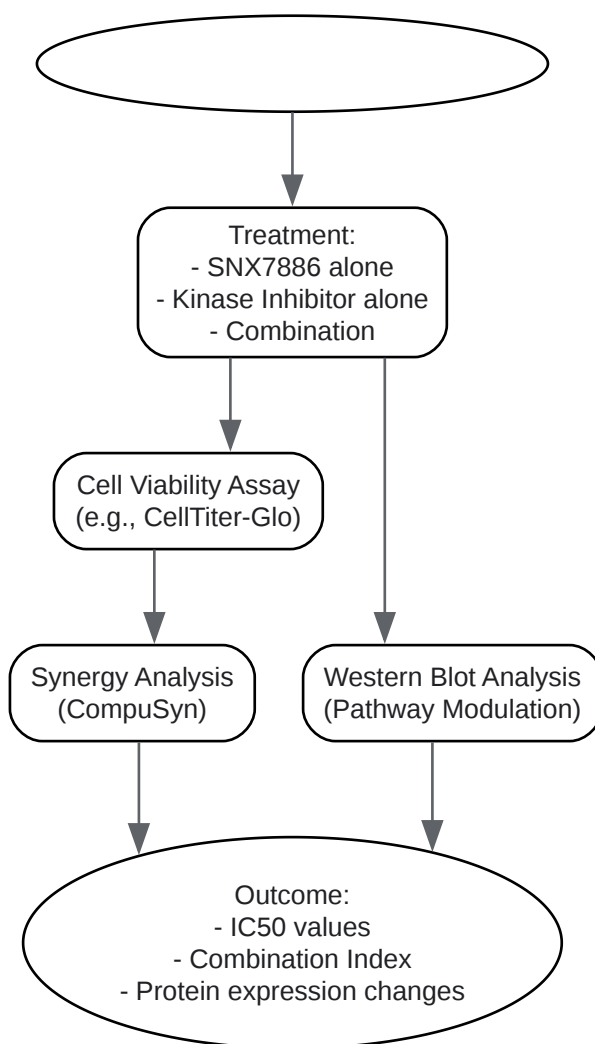 Treatment:
- SNX7886 alone
- Kinase Inhibitor alone
- Combination
Cell Viability Assay
(e.g., CellTiter-Glo)
Synergy Analysis
(CompuSyn)
Western Blot Analysis
(Pathway Modulation)
Outcome:
- IC50 values
- Combination Index
- Protein expression changes